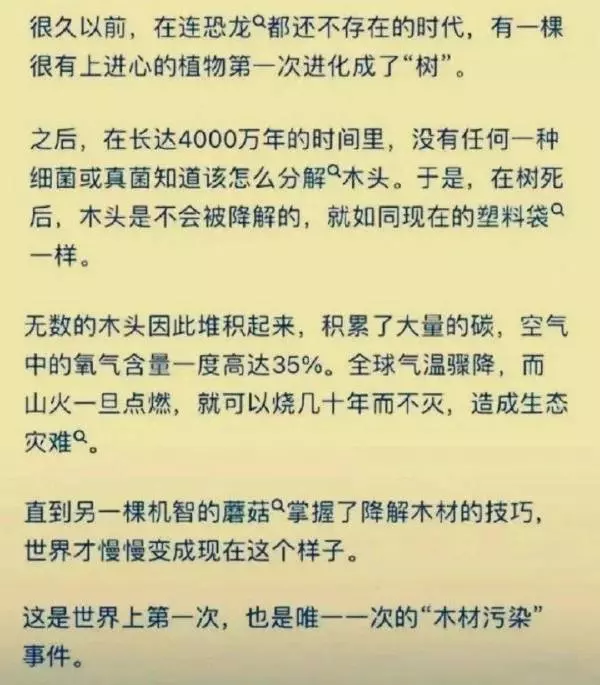 很久以前，在连恐龙都还不存在的时代，有一棵
很有上进心的植物第一次进化成了“树”。
之后，在长达4000万年的时间里，没有任何一种
细菌或真菌知道该怎么分解木头。于是，在树死
后，木头是不会被降解的，就如同现在的塑料袋
一样。
无数的木头因此堆积起来，积累了大量的碳，空气
中的氧气含量一度高达35%。全球气温骤降，而
山火一旦点燃，就可以烧几十年而不灭，造成生态
灾难。
直到另一棵机智的蘑菇掌握了降解木材的技巧，
世界才慢慢变成现在这个样子。
这是世界上第一次，也是唯一一次的“木材污染”
事件。